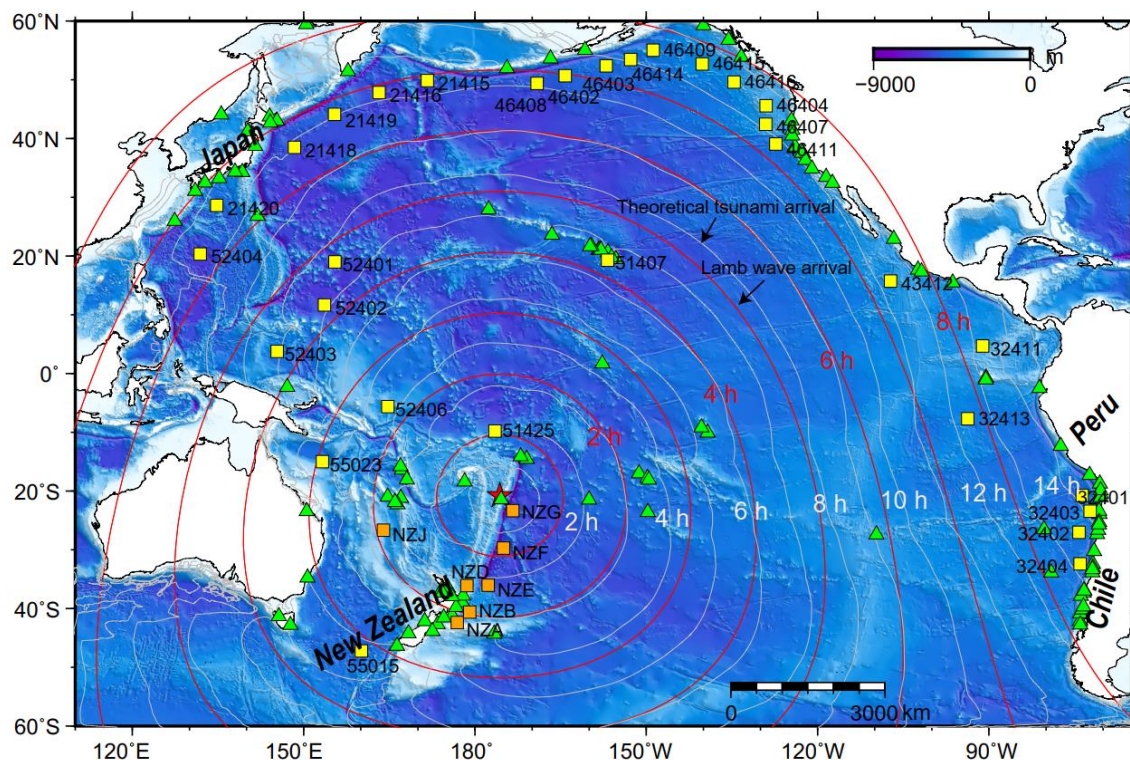 60°N
40°N
20°N
0°
20°S
40°S
60°S
120°E
150°E
180°
150°W
120°W
90°W
−9000
0
m
46409
46415
46414
46416
46403
46402
46408
21415
21416
21419
21418
46404
46407
46411
Japan
21420
52404
52401
52402
52403
52406
51425
55023
51407
Theoretical tsunami arrival
Lamb wave arrival
43412
32411
32413
8 h
6 h
4 h
2 h
Peru
NZG
NZJ
NZF
NZD
NZE
NZB
NZA
2 h
4 h
6 h
8 h
10 h
12 h
14 h
32401
32403
32402
32404
Chile
New Zealand
55015
0
3000 km